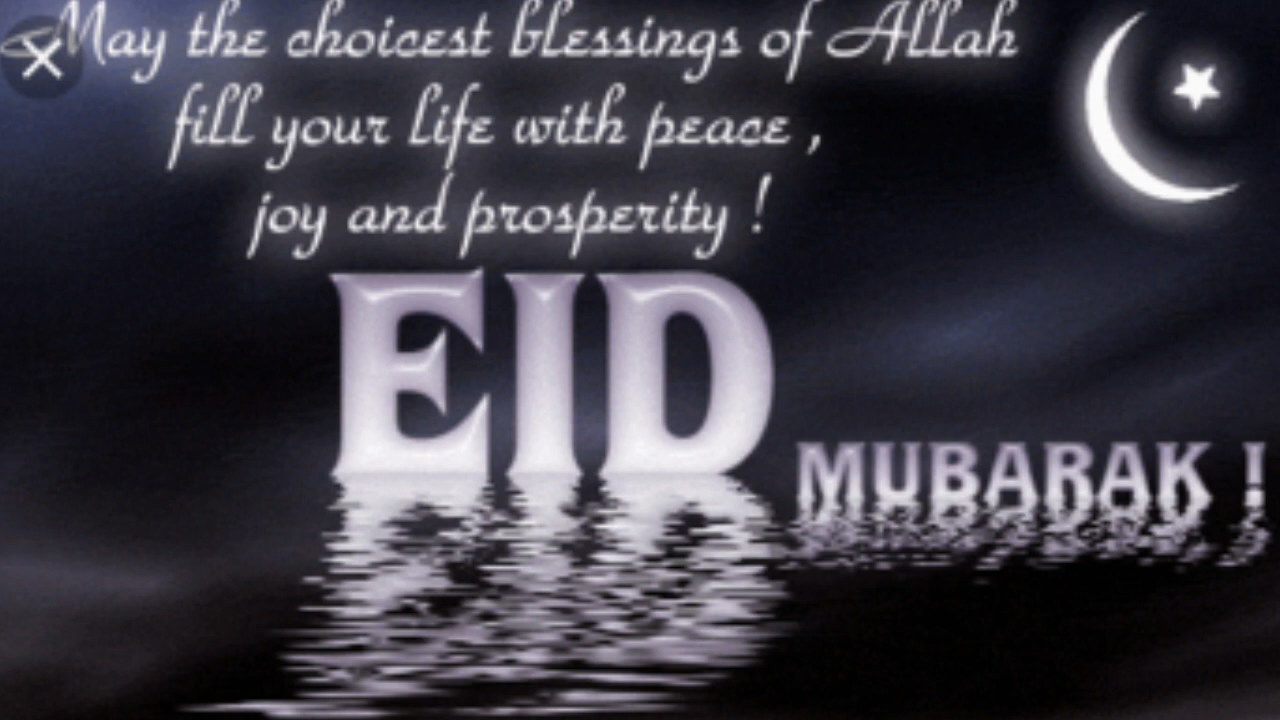 May the choicest blessings of Allah
fill your life with peace ,
joy and prosperity !
EID
MUBARAK !